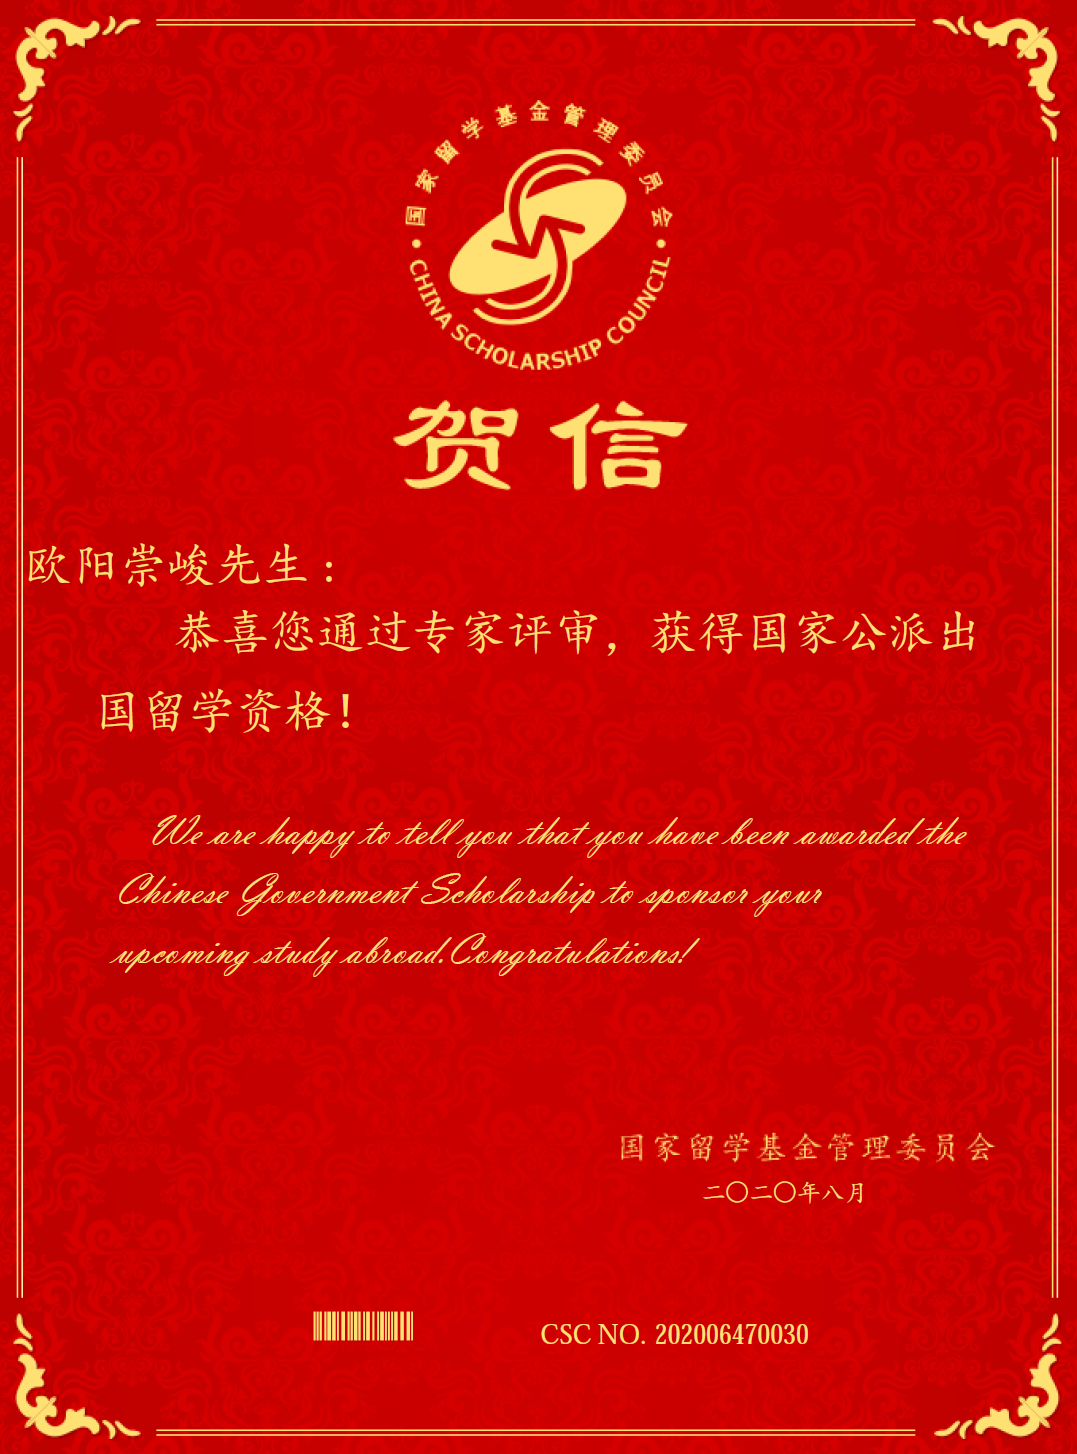 国家留学基金管理委员会
CHINA SCHOLARSHIP COUNCIL
贺信
欧阳崇峻先生：
恭喜您通过专家评审，获得国家公派出
国留学资格！
We are happy to tell you that you have been awarded the
Chinese Government Scholarship to sponsor your
upcoming study abroad.Congratulations!
国家留学基金管理委员会
二〇二〇年八月
CSC NO. 202006470030